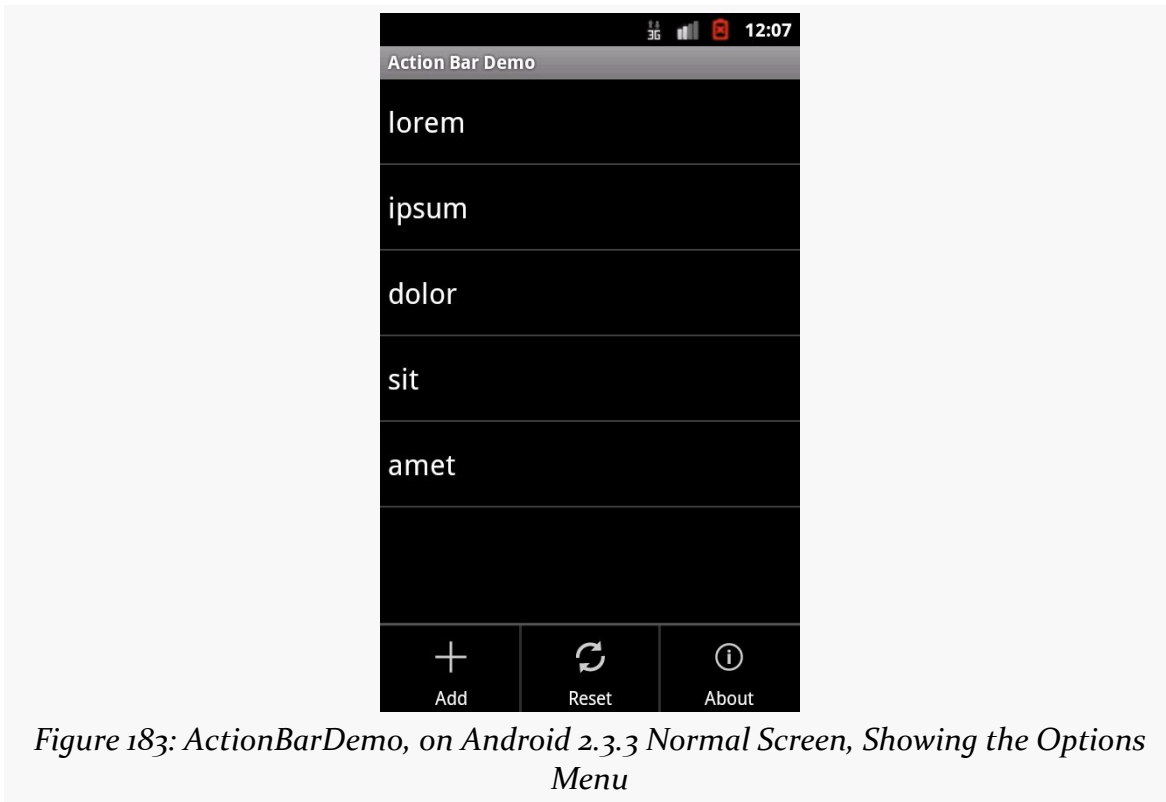 3G 12:07
Action Bar Demo
lorem
ipsum
dolor
sit
amet
Add Reset About
Figure 183: ActionBarDemo, on Android 2.3.3 Normal Screen, Showing the Options
Menu